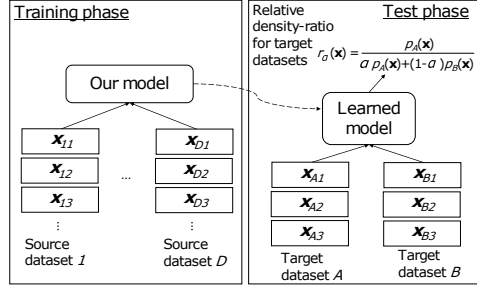 Training phase
Our model
x11
x12
x13
⋮
Source
dataset 1
...
xD1
xD2
xD3
⋮
Source
dataset D
Test phase
Relative
density-ratio
for target
datasets
rα(x) = pA(x) / α pA(x)+(1-α)pB(x)
Learned
model
xA1
xA2
xA3
Target
dataset A
xB1
xB2
xB3
Target
dataset B